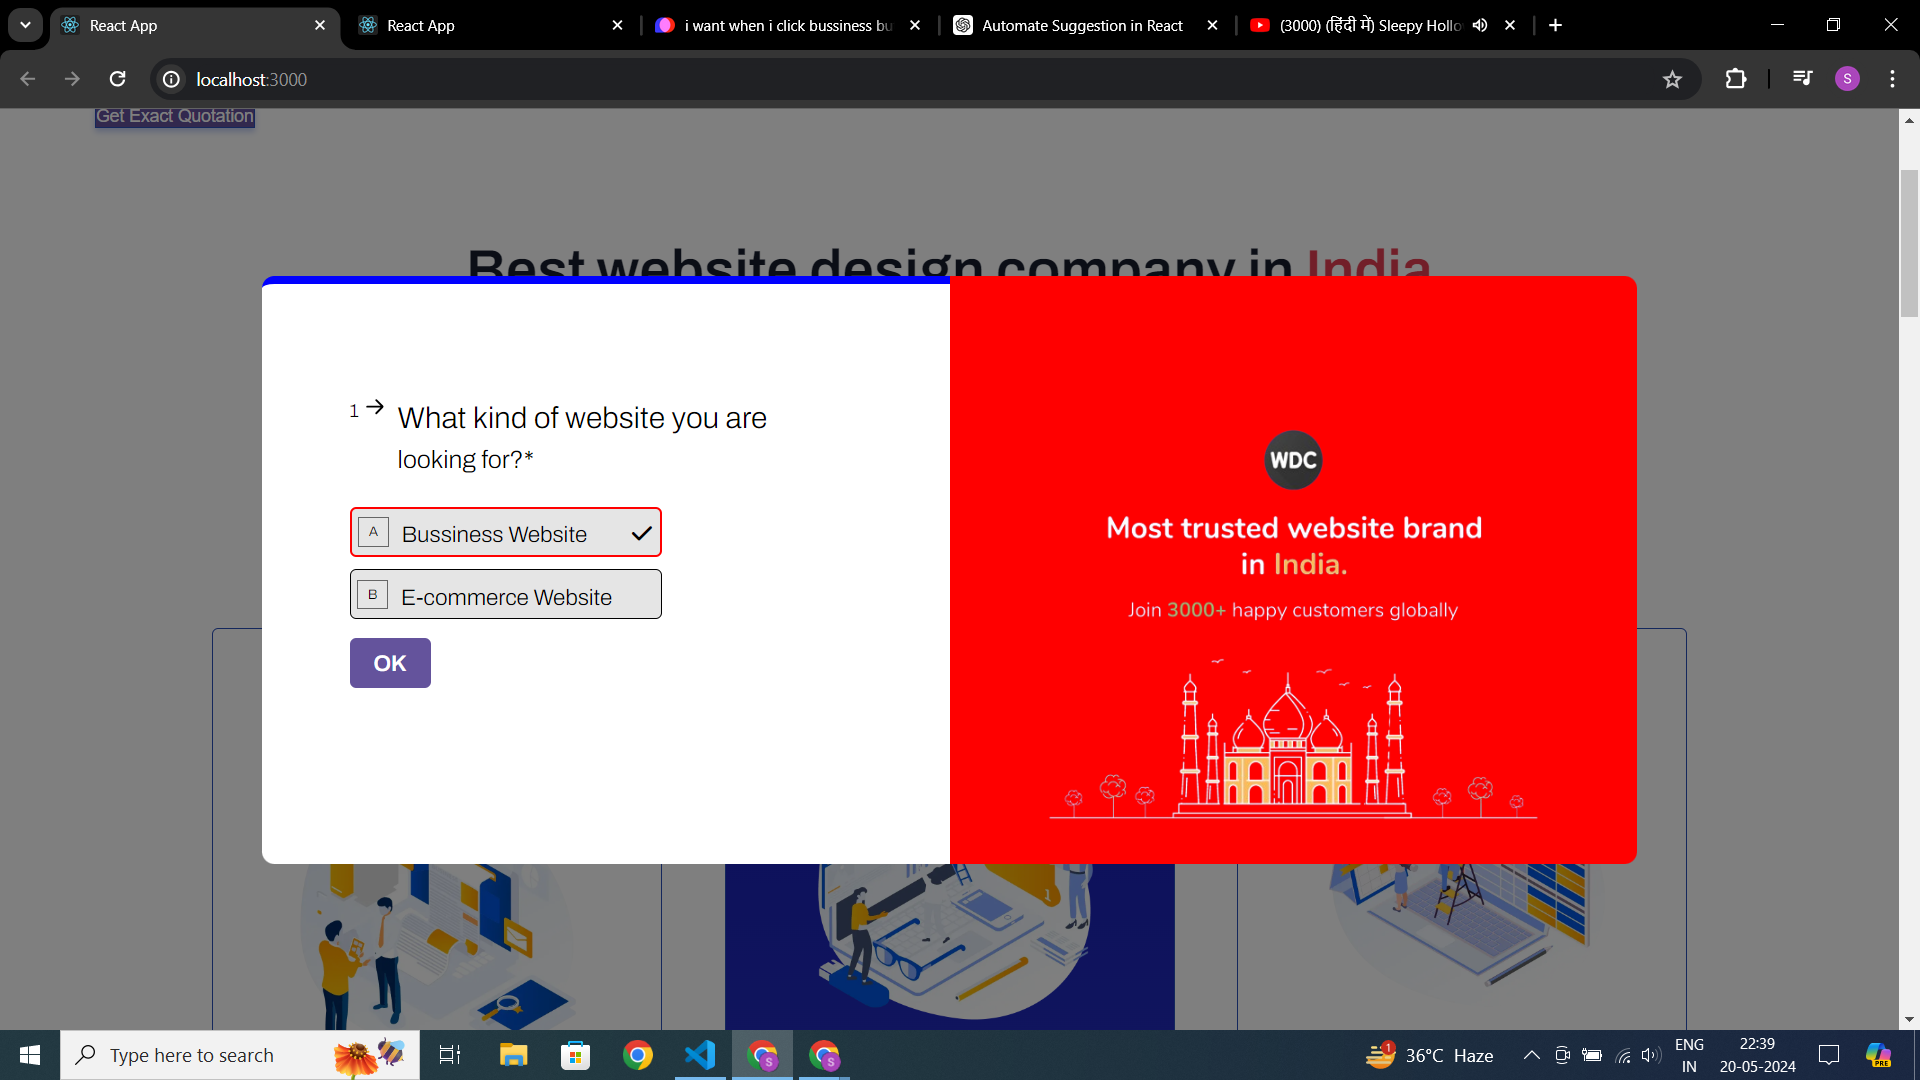 React App
React App
i want when i click bussiness bu
Automate Suggestion in React
(3000) (हिंदी में) Sleepy Hollo
localhost:3000
S
Get Exact Quotation
Best website design company in India
1
What kind of website you are
looking for?*
A Bussiness Website
B E-commerce Website
OK
WDC
Most trusted website brand
in India.
Join 3000+ happy customers globally
Type here to search
S
S
1
36°C Haze
ENG
IN
22:39
20-05-2024
PRE